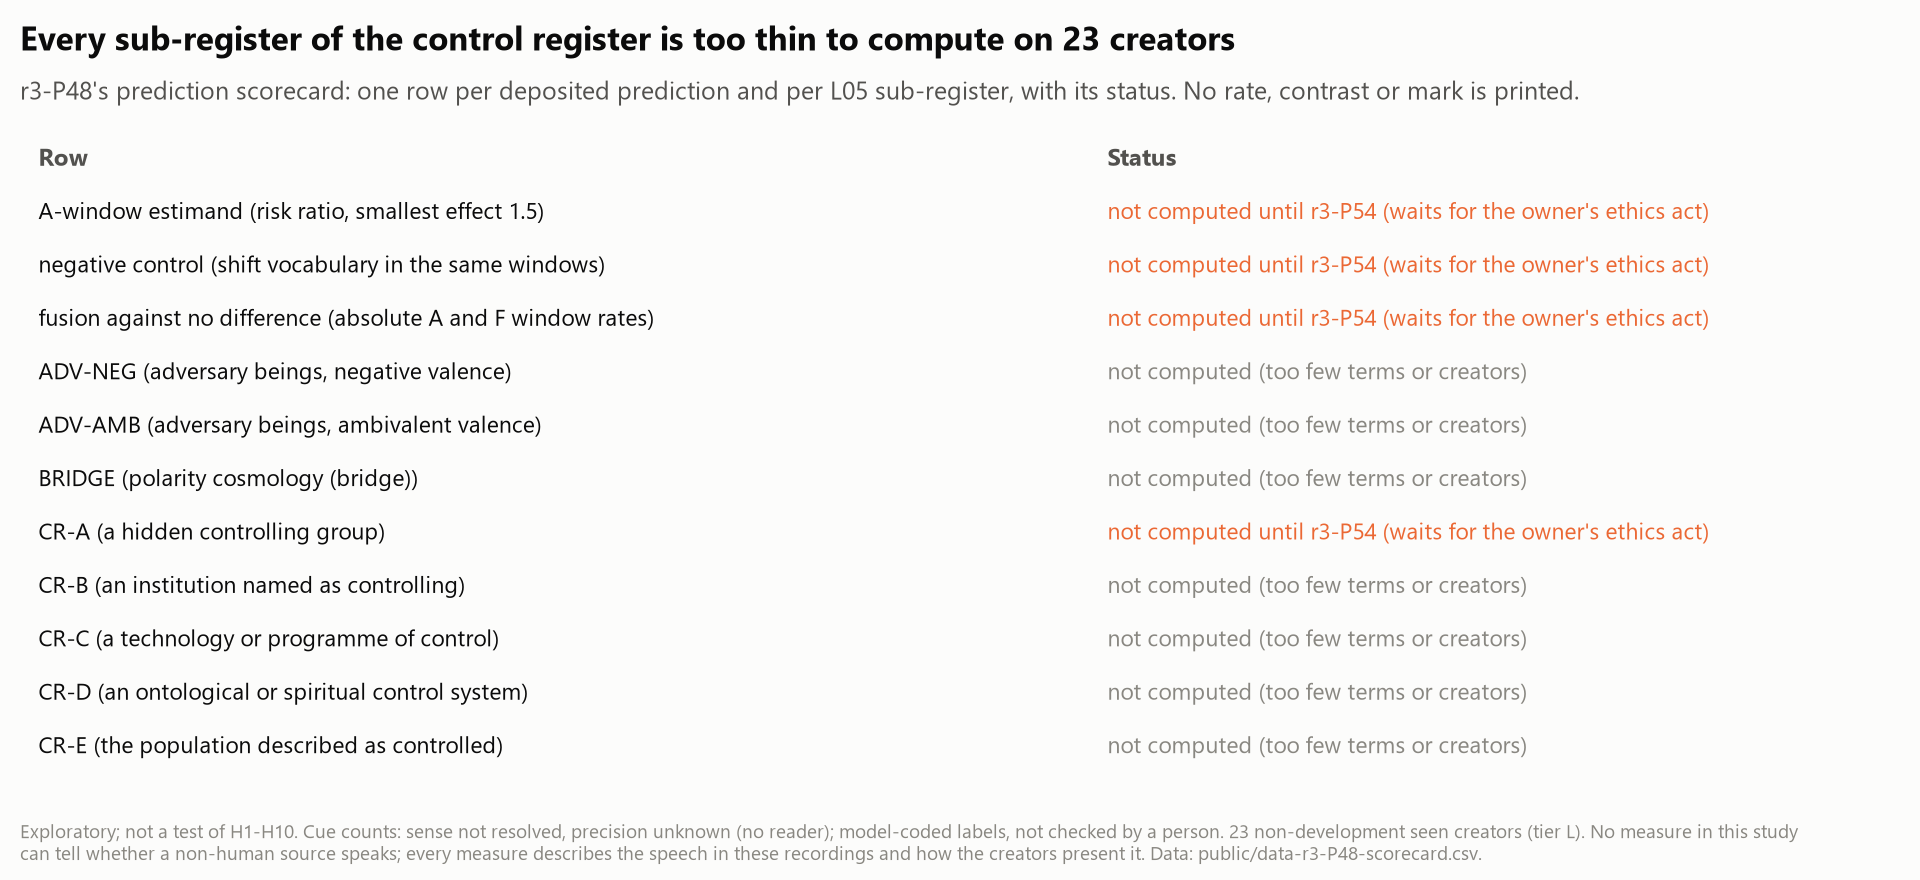 Every sub-register of the control register is too thin to compute on 23 creators
r3-P48's prediction scorecard: one row per deposited prediction and per L05 sub-register, with its status. No rate, contrast or mark is printed.
Row Status
A-window estimand (risk ratio, smallest effect 1.5) not computed until r3-P54 (waits for the owner's ethics act)
negative control (shift vocabulary in the same windows) not computed until r3-P54 (waits for the owner's ethics act)
fusion against no difference (absolute A and F window rates) not computed until r3-P54 (waits for the owner's ethics act)
ADV-NEG (adversary beings, negative valence) not computed (too few terms or creators)
ADV-AMB (adversary beings, ambivalent valence) not computed (too few terms or creators)
BRIDGE (polarity cosmology (bridge)) not computed (too few terms or creators)
CR-A (a hidden controlling group) not computed until r3-P54 (waits for the owner's ethics act)
CR-B (an institution named as controlling) not computed (too few terms or creators)
CR-C (a technology or programme of control) not computed (too few terms or creators)
CR-D (an ontological or spiritual control system) not computed (too few terms or creators)
CR-E (the population described as controlled) not computed (too few terms or creators)
Exploratory; not a test of H1-H10. Cue counts: sense not resolved, precision unknown (no reader); model-coded labels, not checked by a person. 23 non-development seen creators (tier L). No measure in this study
can tell whether a non-human source speaks; every measure describes the speech in these recordings and how the creators present it. Data: public/data-r3-P48-scorecard.csv.